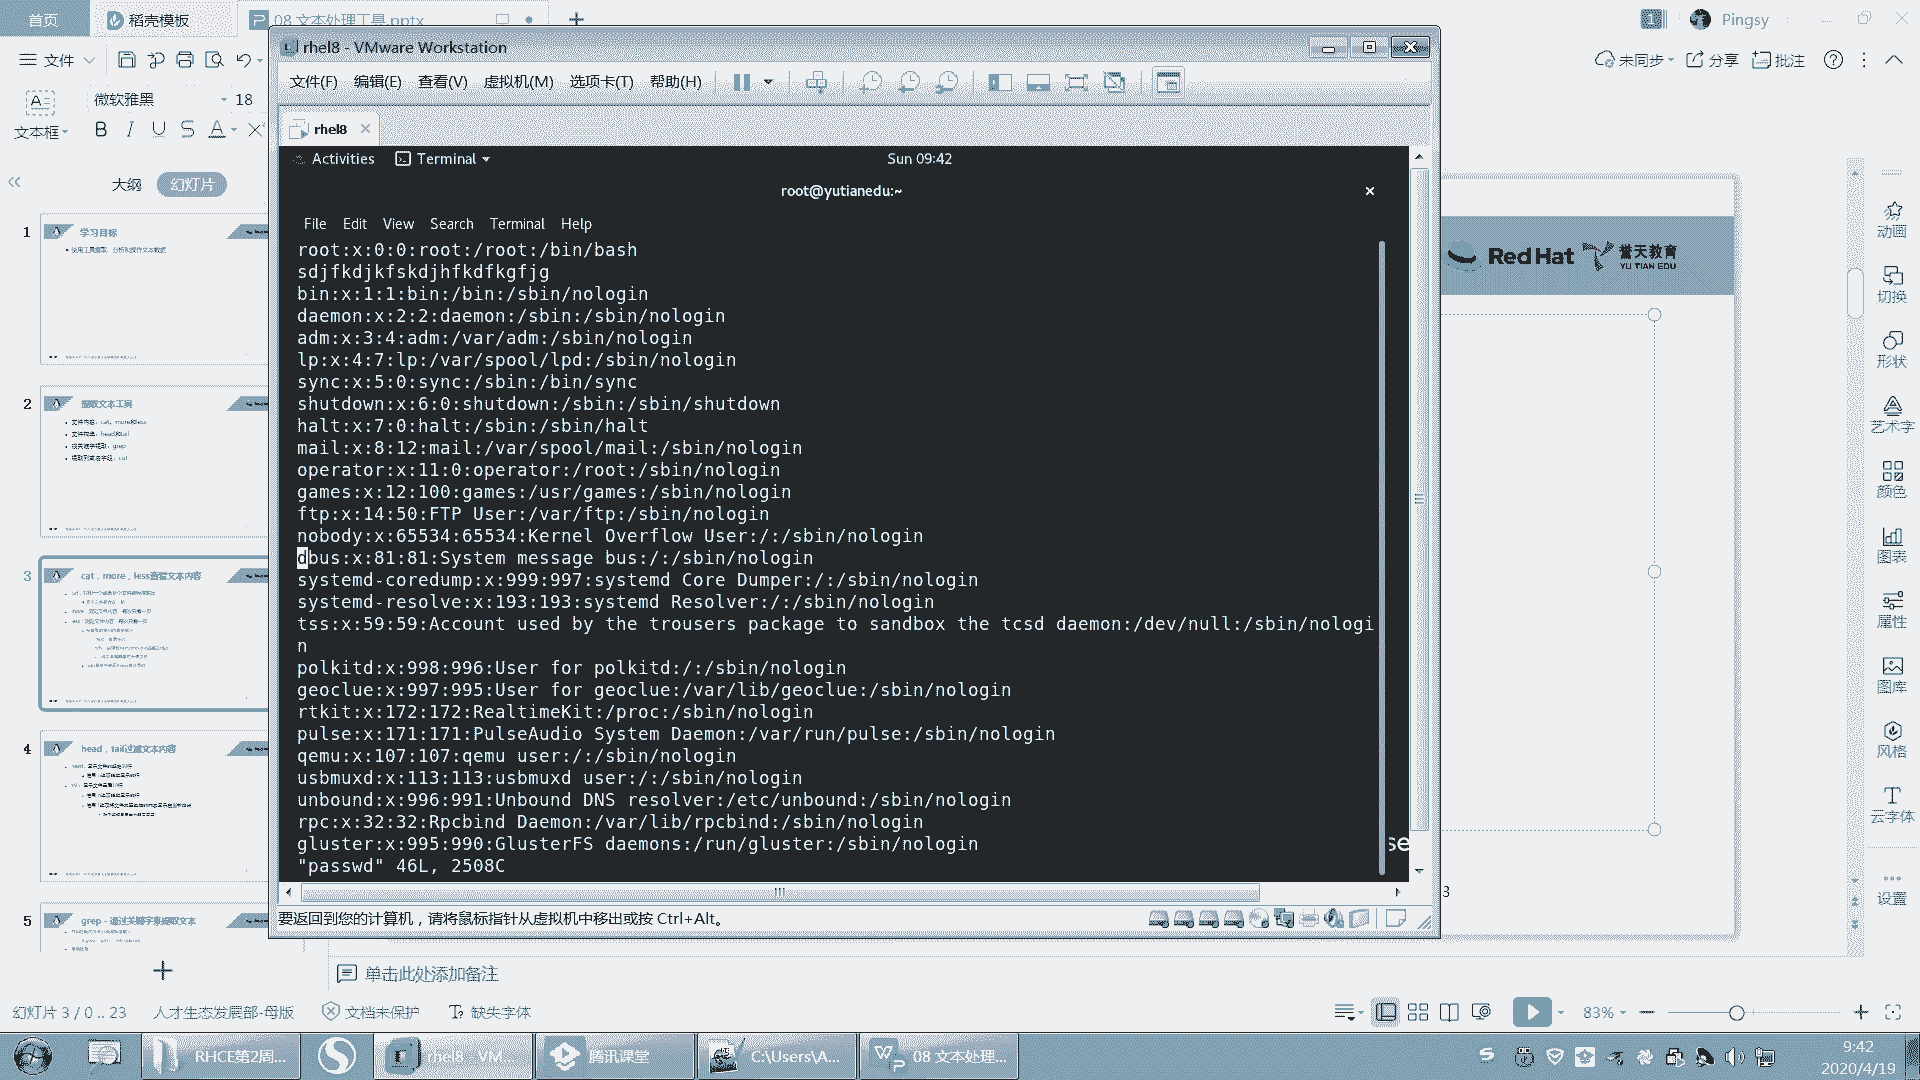 首页
稻壳模板
08 文本处理工具.pptx
Pingsy
文件
未同步
分享
批注
微软雅黑
18
文本框
B I U S A X
大纲
幻灯片
1
学习目标
使用工具提取、分析和操作文本数据
2
提取文本工具
3
cat，more，less查看文本内容
4
head，tail过滤文本内容
5
grep - 通过关键字来提取文本
rhel8 - VMware Workstation
文件(F) 编辑(E) 查看(V) 虚拟机(M) 选项卡(T) 帮助(H)
rhel8
Activities
Terminal
Sun 09:42
root@yutianedu:~
File Edit View Search Terminal Help
root:x:0:0:root:/root:/bin/bash
sdjfkdjkfskdjhfkdfkgfjg
bin:x:1:1:bin:/bin:/sbin/nologin
daemon:x:2:2:daemon:/sbin:/sbin/nologin
adm:x:3:4:adm:/var/adm:/sbin/nologin
lp:x:4:7:lp:/var/spool/lpd:/sbin/nologin
sync:x:5:0:sync:/sbin:/bin/sync
shutdown:x:6:0:shutdown:/sbin:/sbin/shutdown
halt:x:7:0:halt:/sbin:/sbin/halt
mail:x:8:12:mail:/var/spool/mail:/sbin/nologin
operator:x:11:0:operator:/root:/sbin/nologin
games:x:12:100:games:/usr/games:/sbin/nologin
ftp:x:14:50:FTP User:/var/ftp:/sbin/nologin
nobody:x:65534:65534:Kernel Overflow User:/:/sbin/nologin
dbus:x:81:81:System message bus:/:/sbin/nologin
systemd-coredump:x:999:997:systemd Core Dumper:/:/sbin/nologin
systemd-resolve:x:193:193:systemd Resolver:/:/sbin/nologin
tss:x:59:59:Account used by the trousers package to sandbox the tcsd daemon:/dev/null:/sbin/nologi
n
polkitd:x:998:996:User for polkitd:/:/sbin/nologin
geoclue:x:997:995:User for geoclue:/var/lib/geoclue:/sbin/nologin
rtkit:x:172:172:RealtimeKit:/proc:/sbin/nologin
pulse:x:171:171:PulseAudio System Daemon:/var/run/pulse:/sbin/nologin
qemu:x:107:107:qemu user:/:/sbin/nologin
usbmuxd:x:113:113:usbmuxd user:/:/sbin/nologin
unbound:x:996:991:Unbound DNS resolver:/etc/unbound:/sbin/nologin
rpc:x:32:32:Rpcbind Daemon:/var/lib/rpcbind:/sbin/nologin
gluster:x:995:990:GlusterFS daemons:/run/gluster:/sbin/nologin
"passwd" 46L, 2508C
se
要返回到您的计算机，请将鼠标指针从虚拟机中移出或按 Ctrl+Alt。
Red Hat
誉天教育
YU TIAN EDU
3
动画
切换
形状
艺术字
颜色
图表
属性
图库
风格
云字体
设置
单击此处添加备注
幻灯片 3 / 0 .. 23
人才生态发展部-母版
文档未保护
缺失字体
83%
RHCE第2周...
rhel8 - VM...
腾讯课堂
C:\Users\A...
08 文本处理...
9:42
2020/4/19